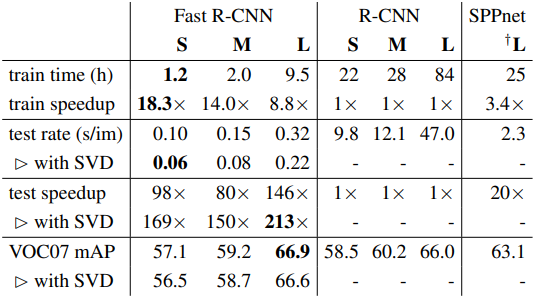 Fast R-CNN R-CNN SPPnet
S M L S M L †L
train time (h) 1.2 2.0 9.5 22 28 84 25
train speedup 18.3× 14.0× 8.8× 1× 1× 1× 3.4×
test rate (s/im) 0.10 0.15 0.32 9.8 12.1 47.0 2.3
▷ with SVD 0.06 0.08 0.22 - - - -
test speedup 98× 80× 146× 1× 1× 1× 20×
▷ with SVD 169× 150× 213× - - - -
VOC07 mAP 57.1 59.2 66.9 58.5 60.2 66.0 63.1
▷ with SVD 56.5 58.7 66.6 - - - -